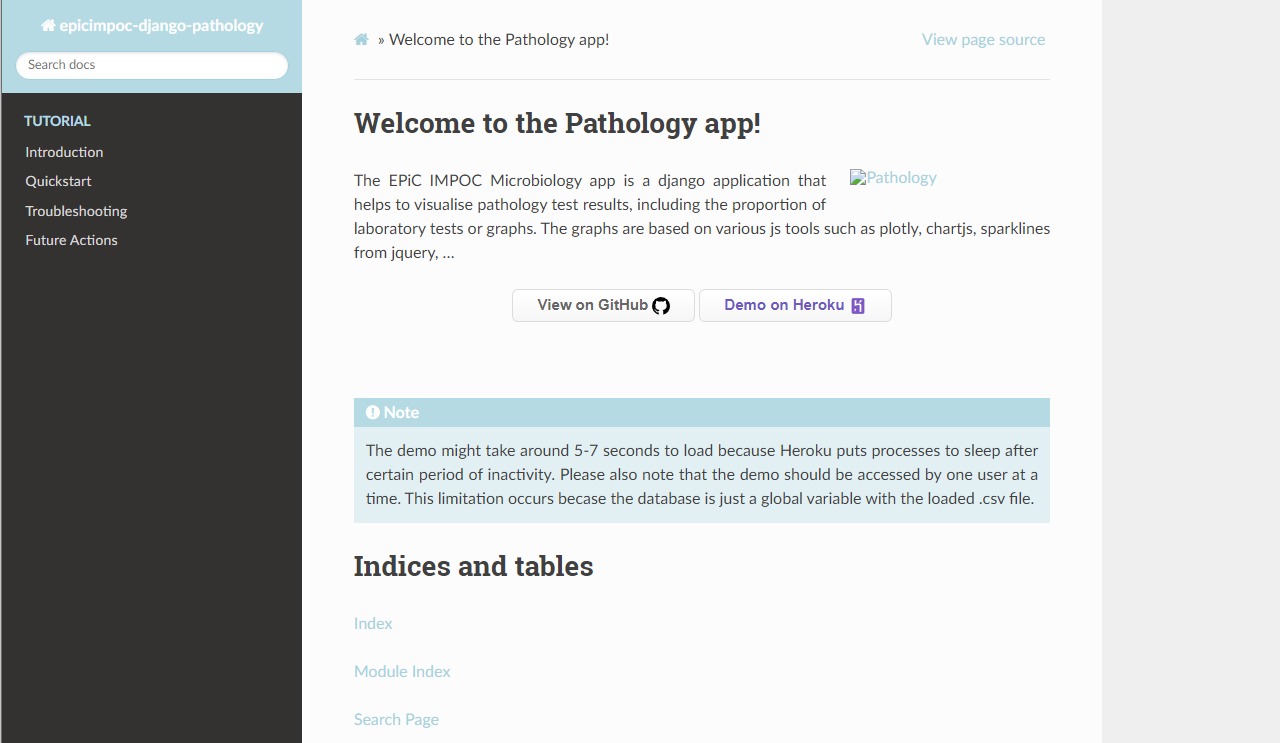 epicimpoc-django-pathology
Search docs
TUTORIAL
Introduction
Quickstart
Troubleshooting
Future Actions
» Welcome to the Pathology app!
View page source
Welcome to the Pathology app!
Pathology
The EPiC IMPOC Microbiology app is a django application that
helps to visualise pathology test results, including the proportion of
laboratory tests or graphs. The graphs are based on various js tools such as plotly, chartjs, sparklines
from jquery, ...
View on GitHub
Demo on Heroku
Note
The demo might take around 5-7 seconds to load because Heroku puts processes to sleep after
certain period of inactivity. Please also note that the demo should be accessed by one user at a
time. This limitation occurs becase the database is just a global variable with the loaded .csv file.
Indices and tables
Index
Module Index
Search Page